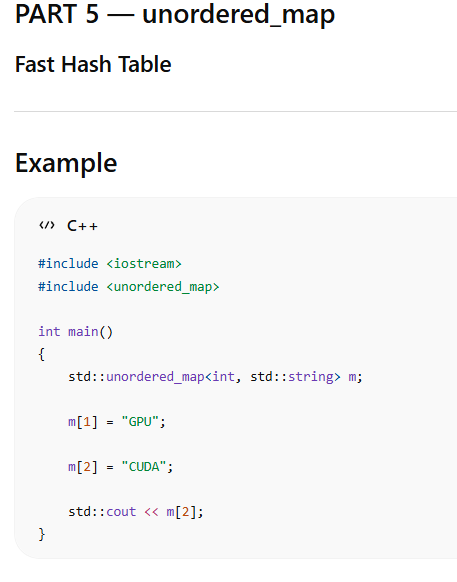 PART 5 — unordered_map
Fast Hash Table
Example
</> C++
#include <iostream>
#include <unordered_map>
int main()
{
    std::unordered_map<int, std::string> m;
    m[1] = "GPU";
    m[2] = "CUDA";
    std::cout << m[2];
}